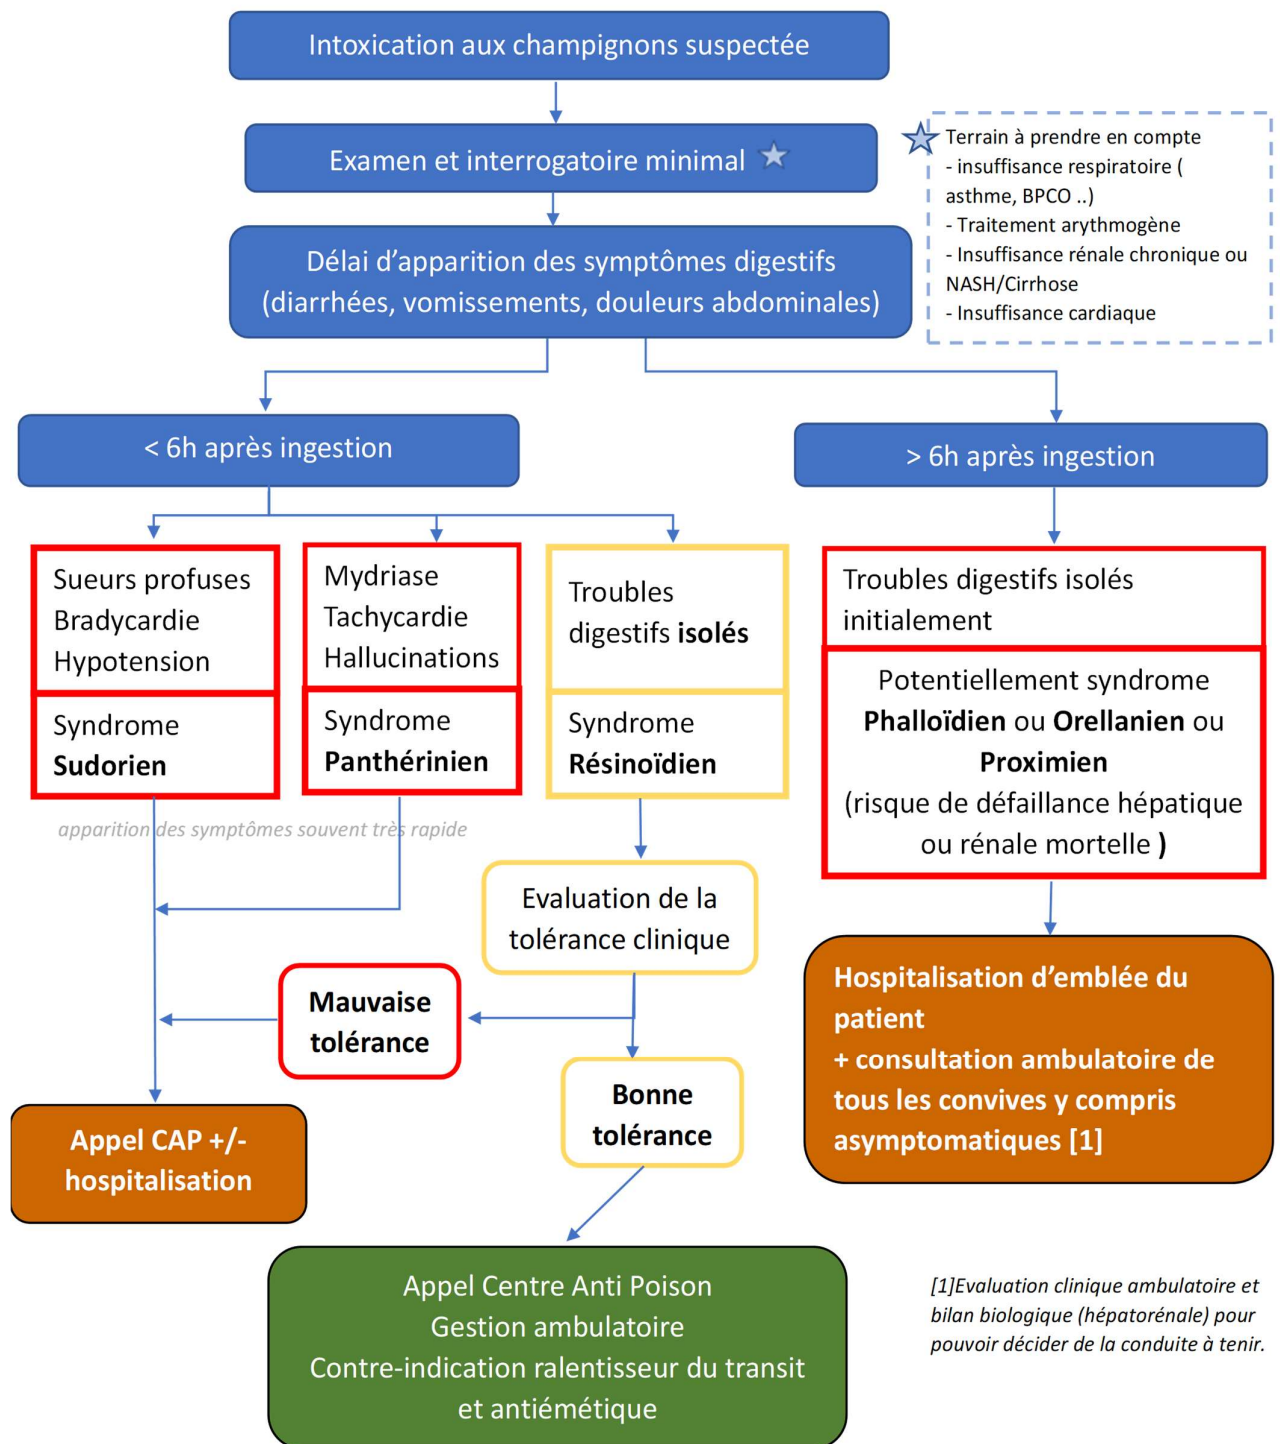 Intoxication aux champignons suspectée
Examen et interrogatoire minimal
Terrain à prendre en compte
- insuffisance respiratoire (
asthme, BPCO ..)
- Traitement arythmogène
- Insuffisance rénale chronique ou
NASH/Cirrhose
- Insuffisance cardiaque
Délai d’apparition des symptômes digestifs
(diarrhées, vomissements, douleurs abdominales)
< 6h après ingestion
> 6h après ingestion
Sueurs profuses
Bradycardie
Hypotension
Syndrome
Sudorien
Mydriase
Tachycardie
Hallucinations
Syndrome
Panthérinien
Troubles
digestifs isolés
Syndrome
Résinoïdien
Troubles digestifs isolés
initialement
Potentiellement syndrome
Phalloïdien ou Orellanien ou
Proximien
(risque de défaillance hépatique
ou rénale mortelle )
apparition des symptômes souvent très rapide
Evaluation de la
tolérance clinique
Mauvaise
tolérance
Bonne
tolérance
Hospitalisation d’emblée du
patient
+ consultation ambulatoire de
tous les convives y compris
asymptomatiques [1]
Appel CAP +/-
hospitalisation
Appel Centre Anti Poison
Gestion ambulatoire
Contre-indication ralentisseur du transit
et antiémétique
[1]Evaluation clinique ambulatoire et
bilan biologique (hépatorénale) pour
pouvoir décider de la conduite à tenir.